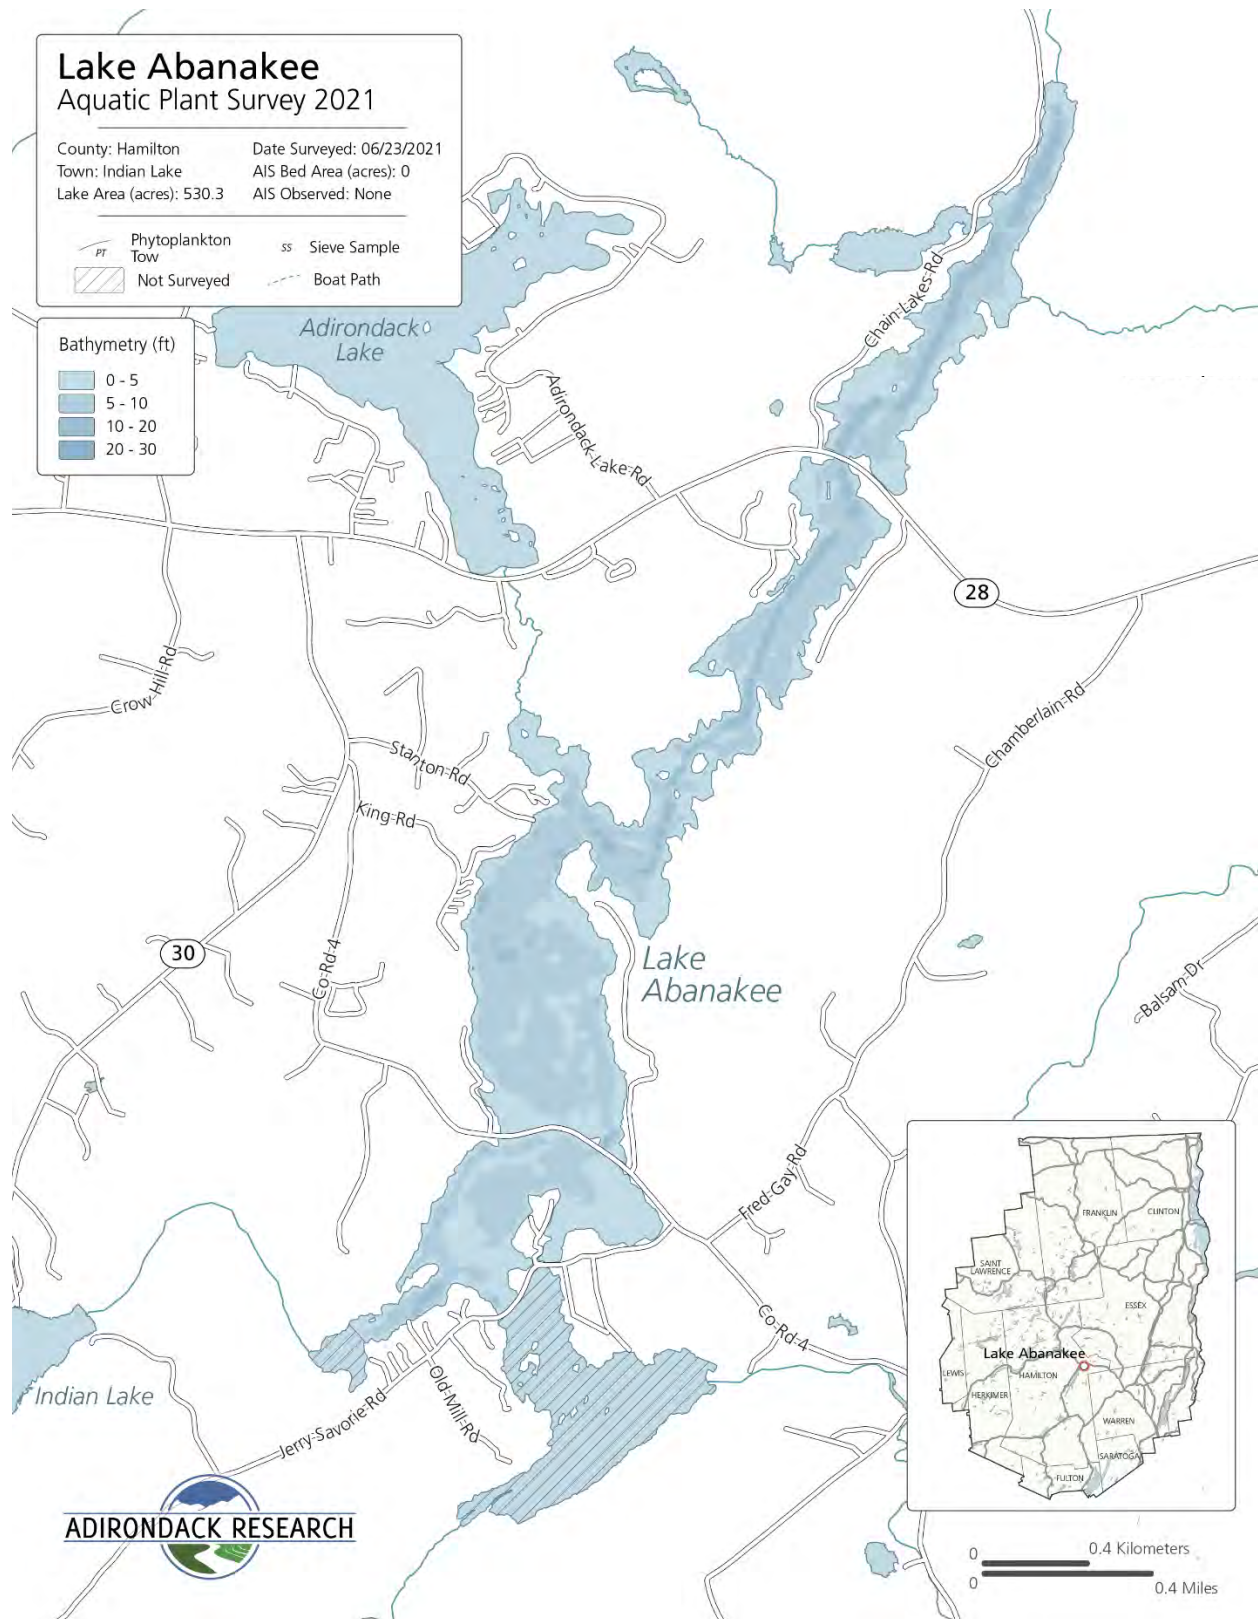 Lake Abanakee
Aquatic Plant Survey 2021
County: Hamilton
Date Surveyed: 06/23/2021
Town: Indian Lake
AIS Bed Area (acres): 0
Lake Area (acres): 530.3
AIS Observed: None
PT
Phytoplankton
Tow
SS
Sieve Sample
Not Surveyed
Boat Path
Bathymetry (ft)
0 - 5
5 - 10
10 - 20
20 - 30
Adirondack
Lake
Chain-Lakes-Rd
Adirondack-Lake-Rd
28
Crow-Hill-Rd
Chamberlain-Rd
Stanton-Rd
King-Rd
30
Co-Rd-4
Lake
Abanakee
Balsam-Dr
Fred-Gay-Rd
Co-Rd-4
Indian Lake
Old-Mill-Rd
Jerry-Savorie-Rd
FRANKLIN
CLINTON
SAINT
LAWRENCE
ESSEX
Lake Abanakee
LEWIS
HAMILTON
HERKIMER
WARREN
SARATOGA
FULTON
ADIRONDACK RESEARCH
0
0.4 Kilometers
0
0.4 Miles